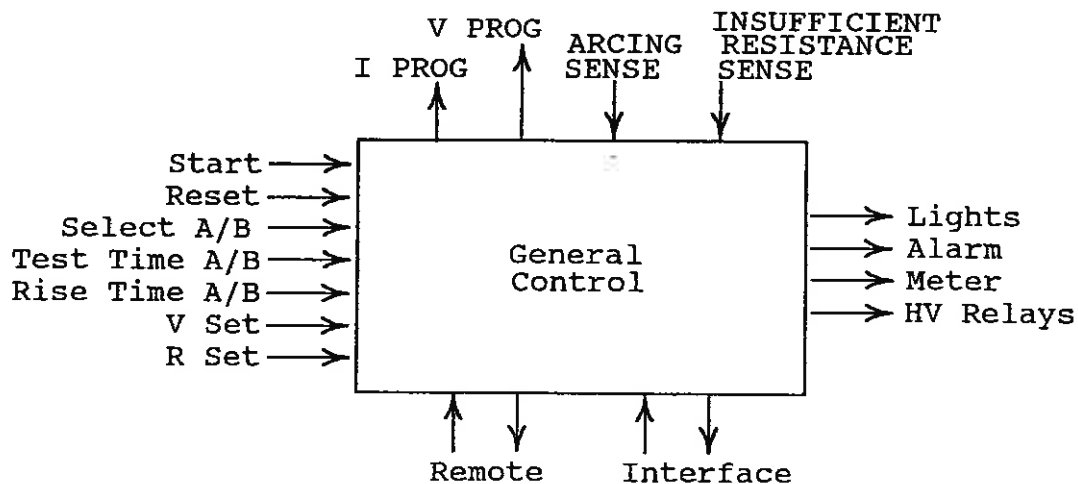 V PROG
I PROG
ARCING
SENSE
INSUFFICIENT
RESISTANCE
SENSE
Start
Reset
Select A/B
Test Time A/B
Rise Time A/B
V Set
R Set
General
Control
Lights
Alarm
Meter
HV Relays
Remote
Interface